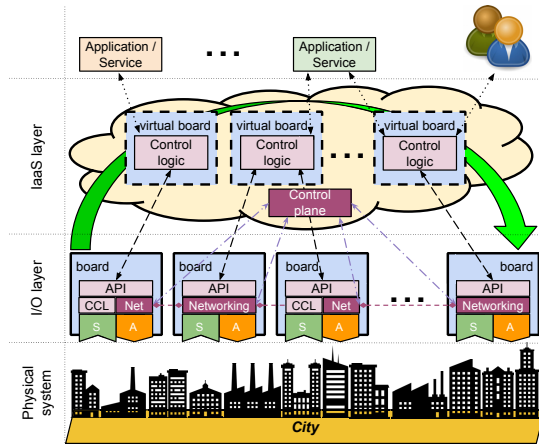 Application /
Service
...
Application /
Service
IaaS layer
virtual board
Control
logic
virtual board
Control
logic
...
virtual board
Control
logic
Control
plane
I/O layer
board
API
CCL
Net
S
A
board
API
Networking
S
A
board
API
CCL
Net
S
A
...
board
API
Networking
S
A
Physical
system
City